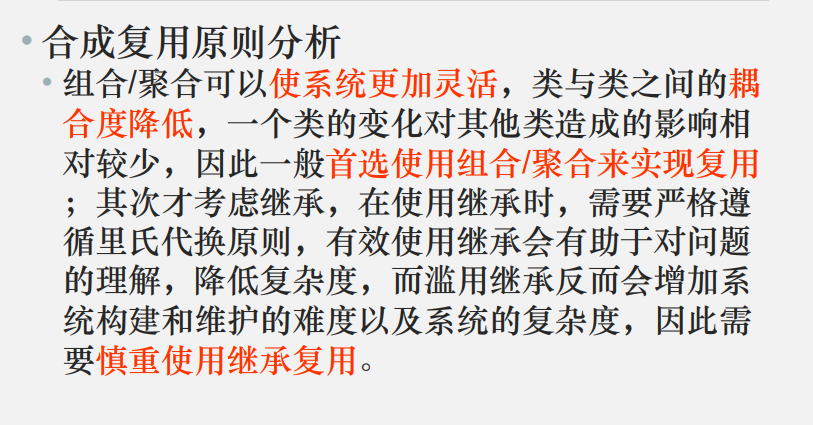 • 合成复用原则分析
• 组合/聚合可以使系统更加灵活，类与类之间的耦
合度降低，一个类的变化对其他类造成的影响相
对较少，因此一般首选使用组合/聚合来实现复用
；其次才考虑继承，在使用继承时，需要严格遵
循里氏代换原则，有效使用继承会有助于对问题
的理解，降低复杂度，而滥用继承反而会增加系
统构建和维护的难度以及系统的复杂度，因此需
要慎重使用继承复用。